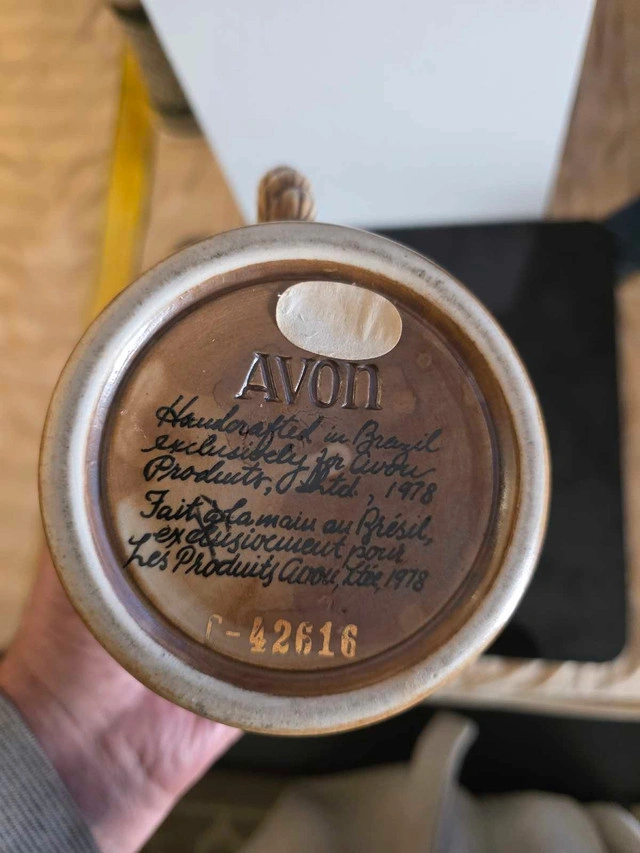 AVON
Handcrafted in Brazil
exclusively for Avon
Products, Ltd., 1978
Fait à la main au Brésil,
exclusivement pour
Les Produits Avon, Ltée, 1978
C-42616